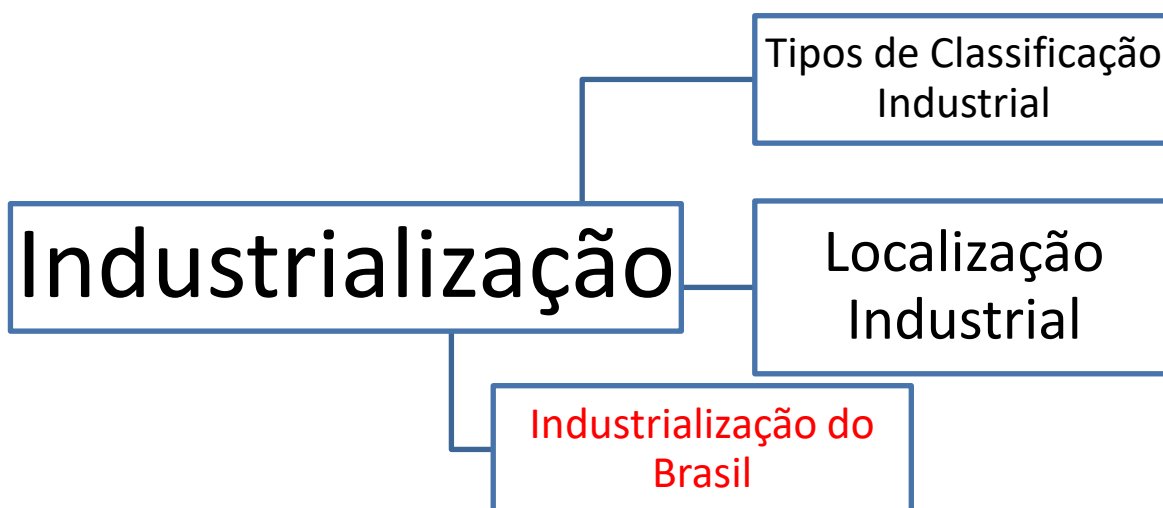 Tipos de Classificação
Industrial
Industrialização
Localização
Industrial
Industrialização do
Brasil